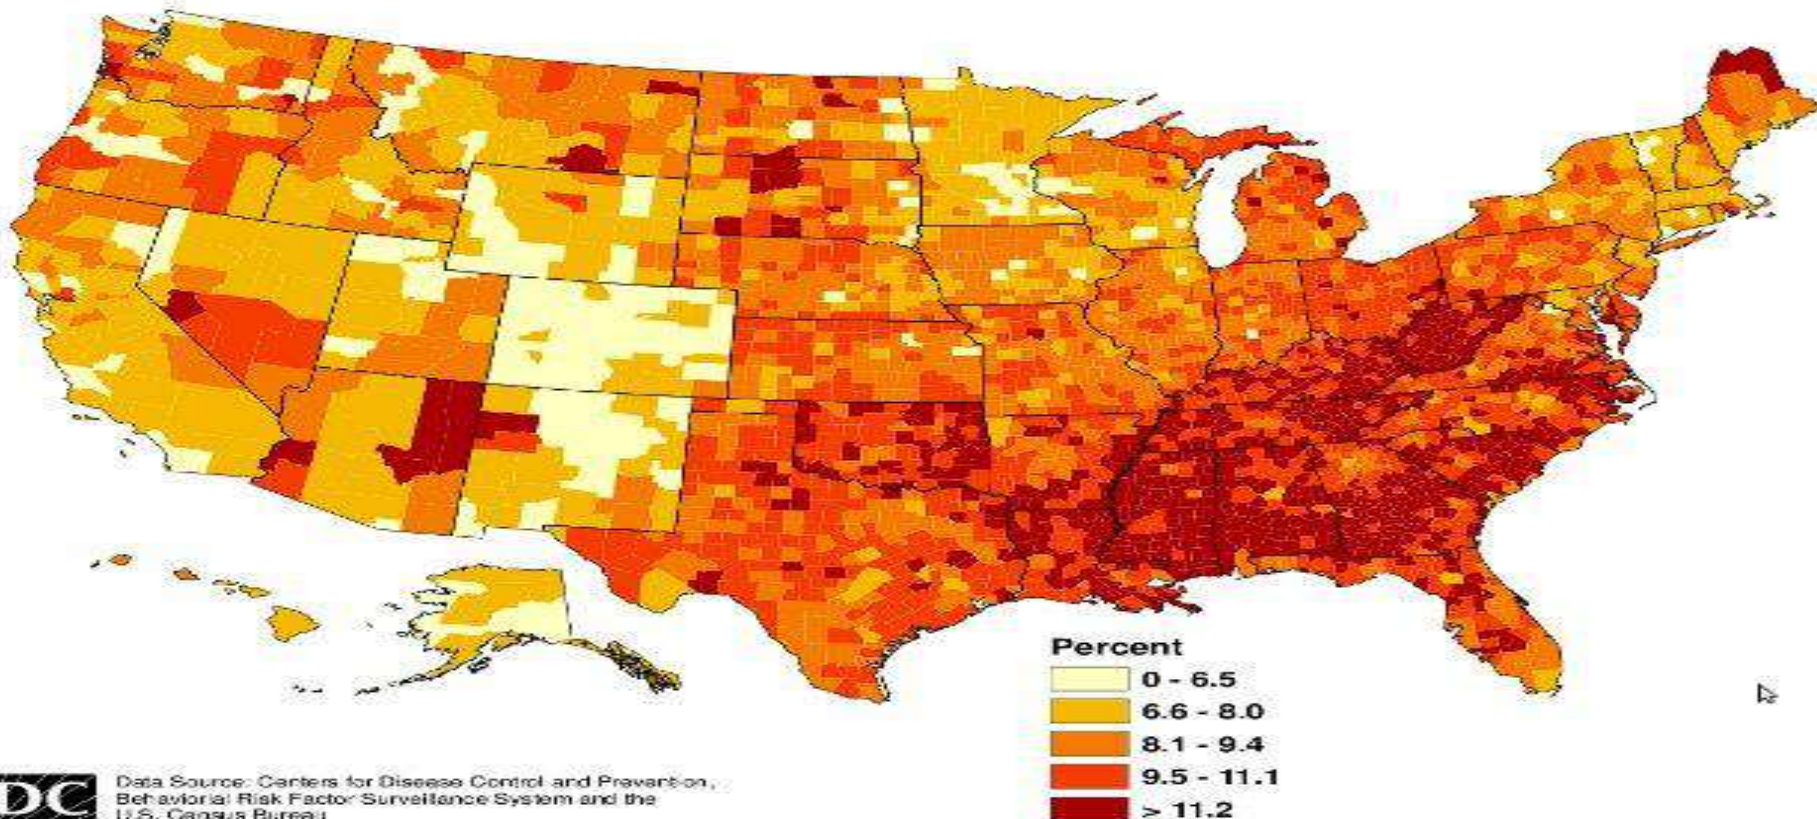 Percent
0 - 6.5
6.6 - 8.0
8.1 - 9.4
9.5 - 11.1
> 11.2
DC
Data Source: Centers for Disease Control and Prevention,
Behaviorial Risk Factor Surveillance System and the
U.S. Census Bureau